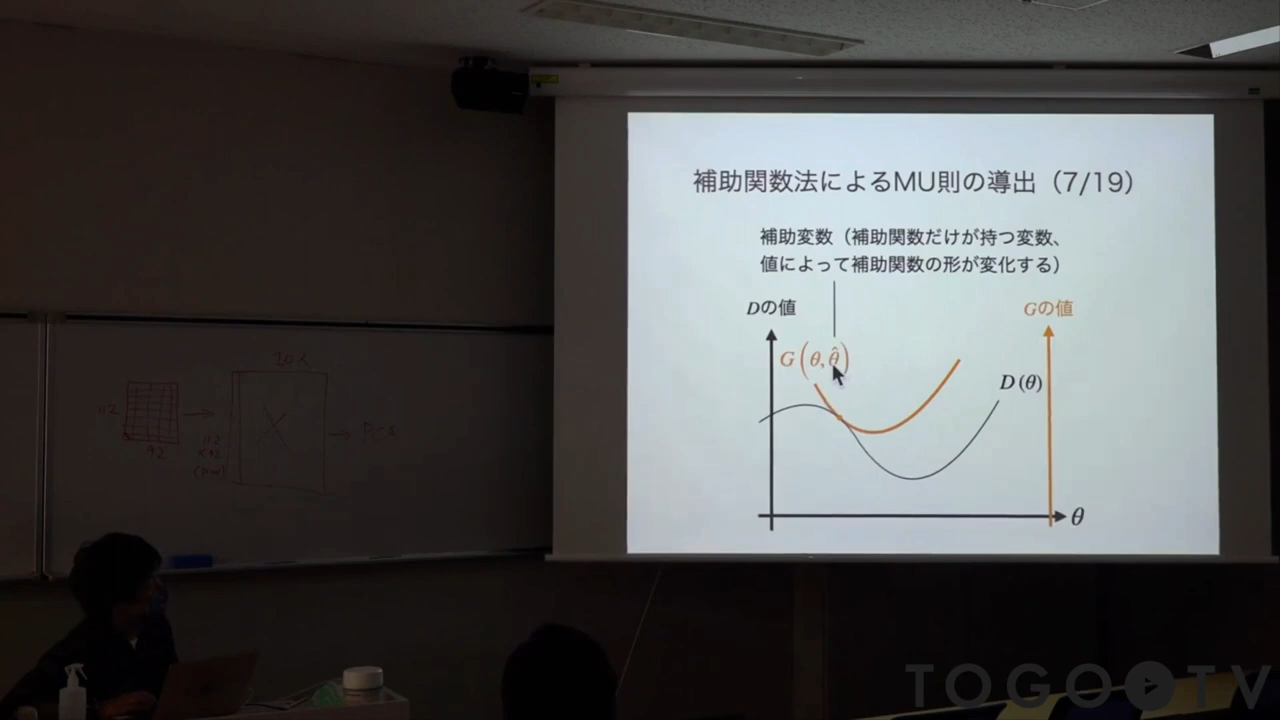 補助関数法によるMU則の導出（7/19）
補助変数（補助関数だけが持つ変数、
値によって補助関数の形が変化する）
Dの値
Gの値
G(θ, θ̂)
D(θ)
θ
112
92
112
×92
PCA
TOGO TV